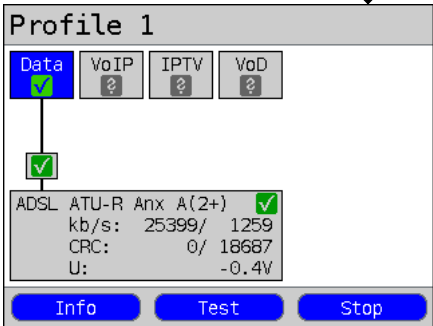 Profile 1
Data VoIP IPTV VoD
? ? ?
ADSL ATU-R Anx A(2+)
kb/s: 25399/ 1259
CRC: 0/ 18687
U: -0.4V
Info Test Stop